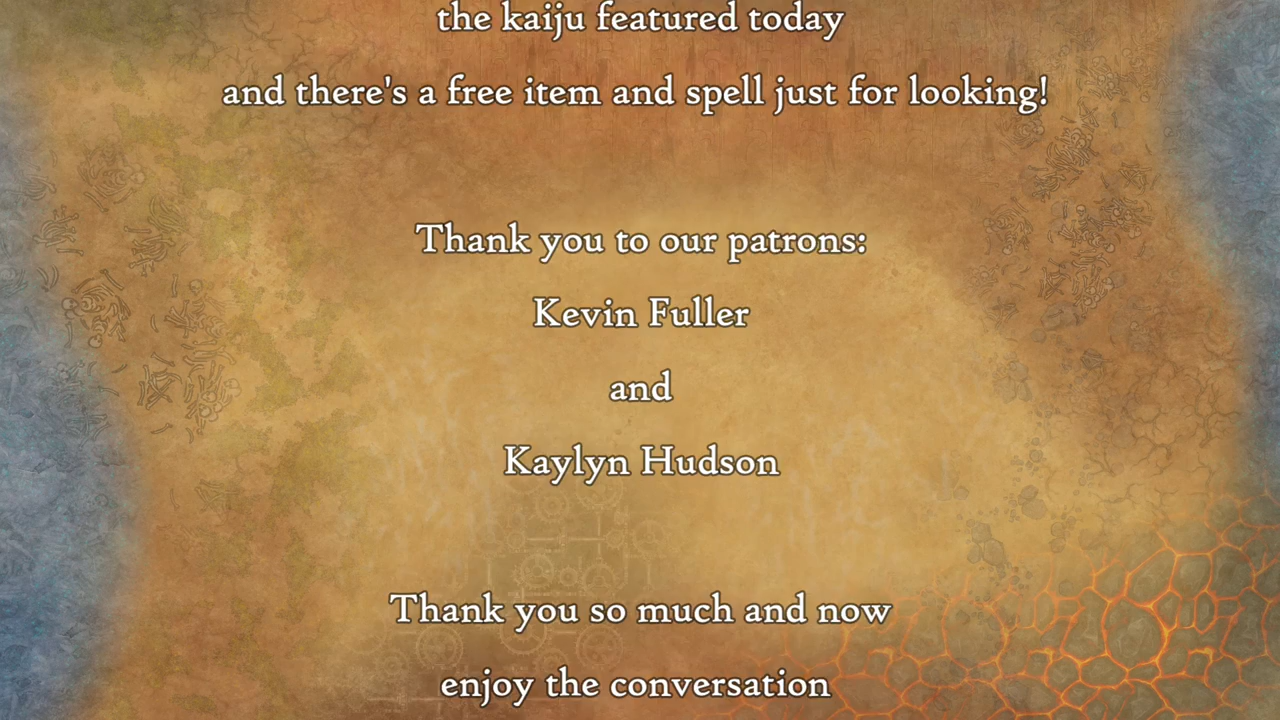 the kaiju featured today
and there's a free item and spell just for looking!
Thank you to our patrons:
Kevin Fuller
and
Kaylyn Hudson
Thank you so much and now
enjoy the conversation